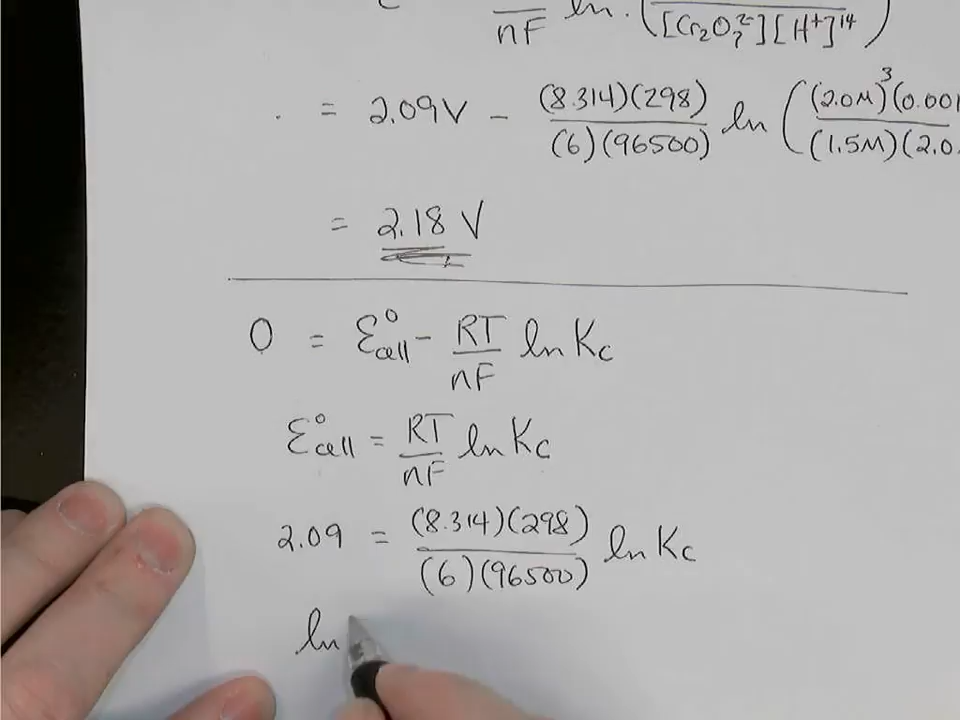 nF ln. ([Cr₂O₇²⁻][H⁺]¹⁴)
. = 2.09V - (8.314)(298) / (6)(96500) ln ((2.0M)³(0.001 / (1.5M)(2.0
= 2.18 V
0 = ℰ°cell - RT/nF ln Kc
ℰ°cell = RT/nF ln Kc
2.09 = (8.314)(298) / (6)(96500) ln Kc
ln